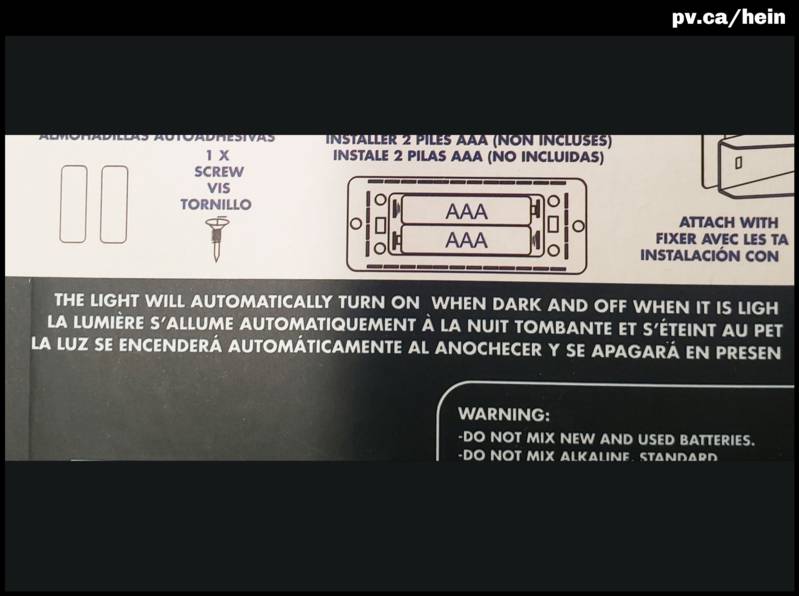 pv.ca/hein
ALMOHADILLAS AUTOADHESIVAS
1 X
SCREW
VIS
TORNILLO
INSTALLER 2 PILES AAA (NON INCLUSES)
INSTALE 2 PILAS AAA (NO INCLUIDAS)
AAA
AAA
ATTACH WITH
FIXER AVEC LES TA
INSTALACIÓN CON
THE LIGHT WILL AUTOMATICALLY TURN ON WHEN DARK AND OFF WHEN IT IS LIGH
LA LUMIÈRE S'ALLUME AUTOMATIQUEMENT À LA NUIT TOMBANTE ET S'ÉTEINT AU PET
LA LUZ SE ENCENDERÁ AUTOMÁTICAMENTE AL ANOCHECER Y SE APAGARÁ EN PRESEN
WARNING:
-DO NOT MIX NEW AND USED BATTERIES.
-DO NOT MIX ALKALINE, STANDARD